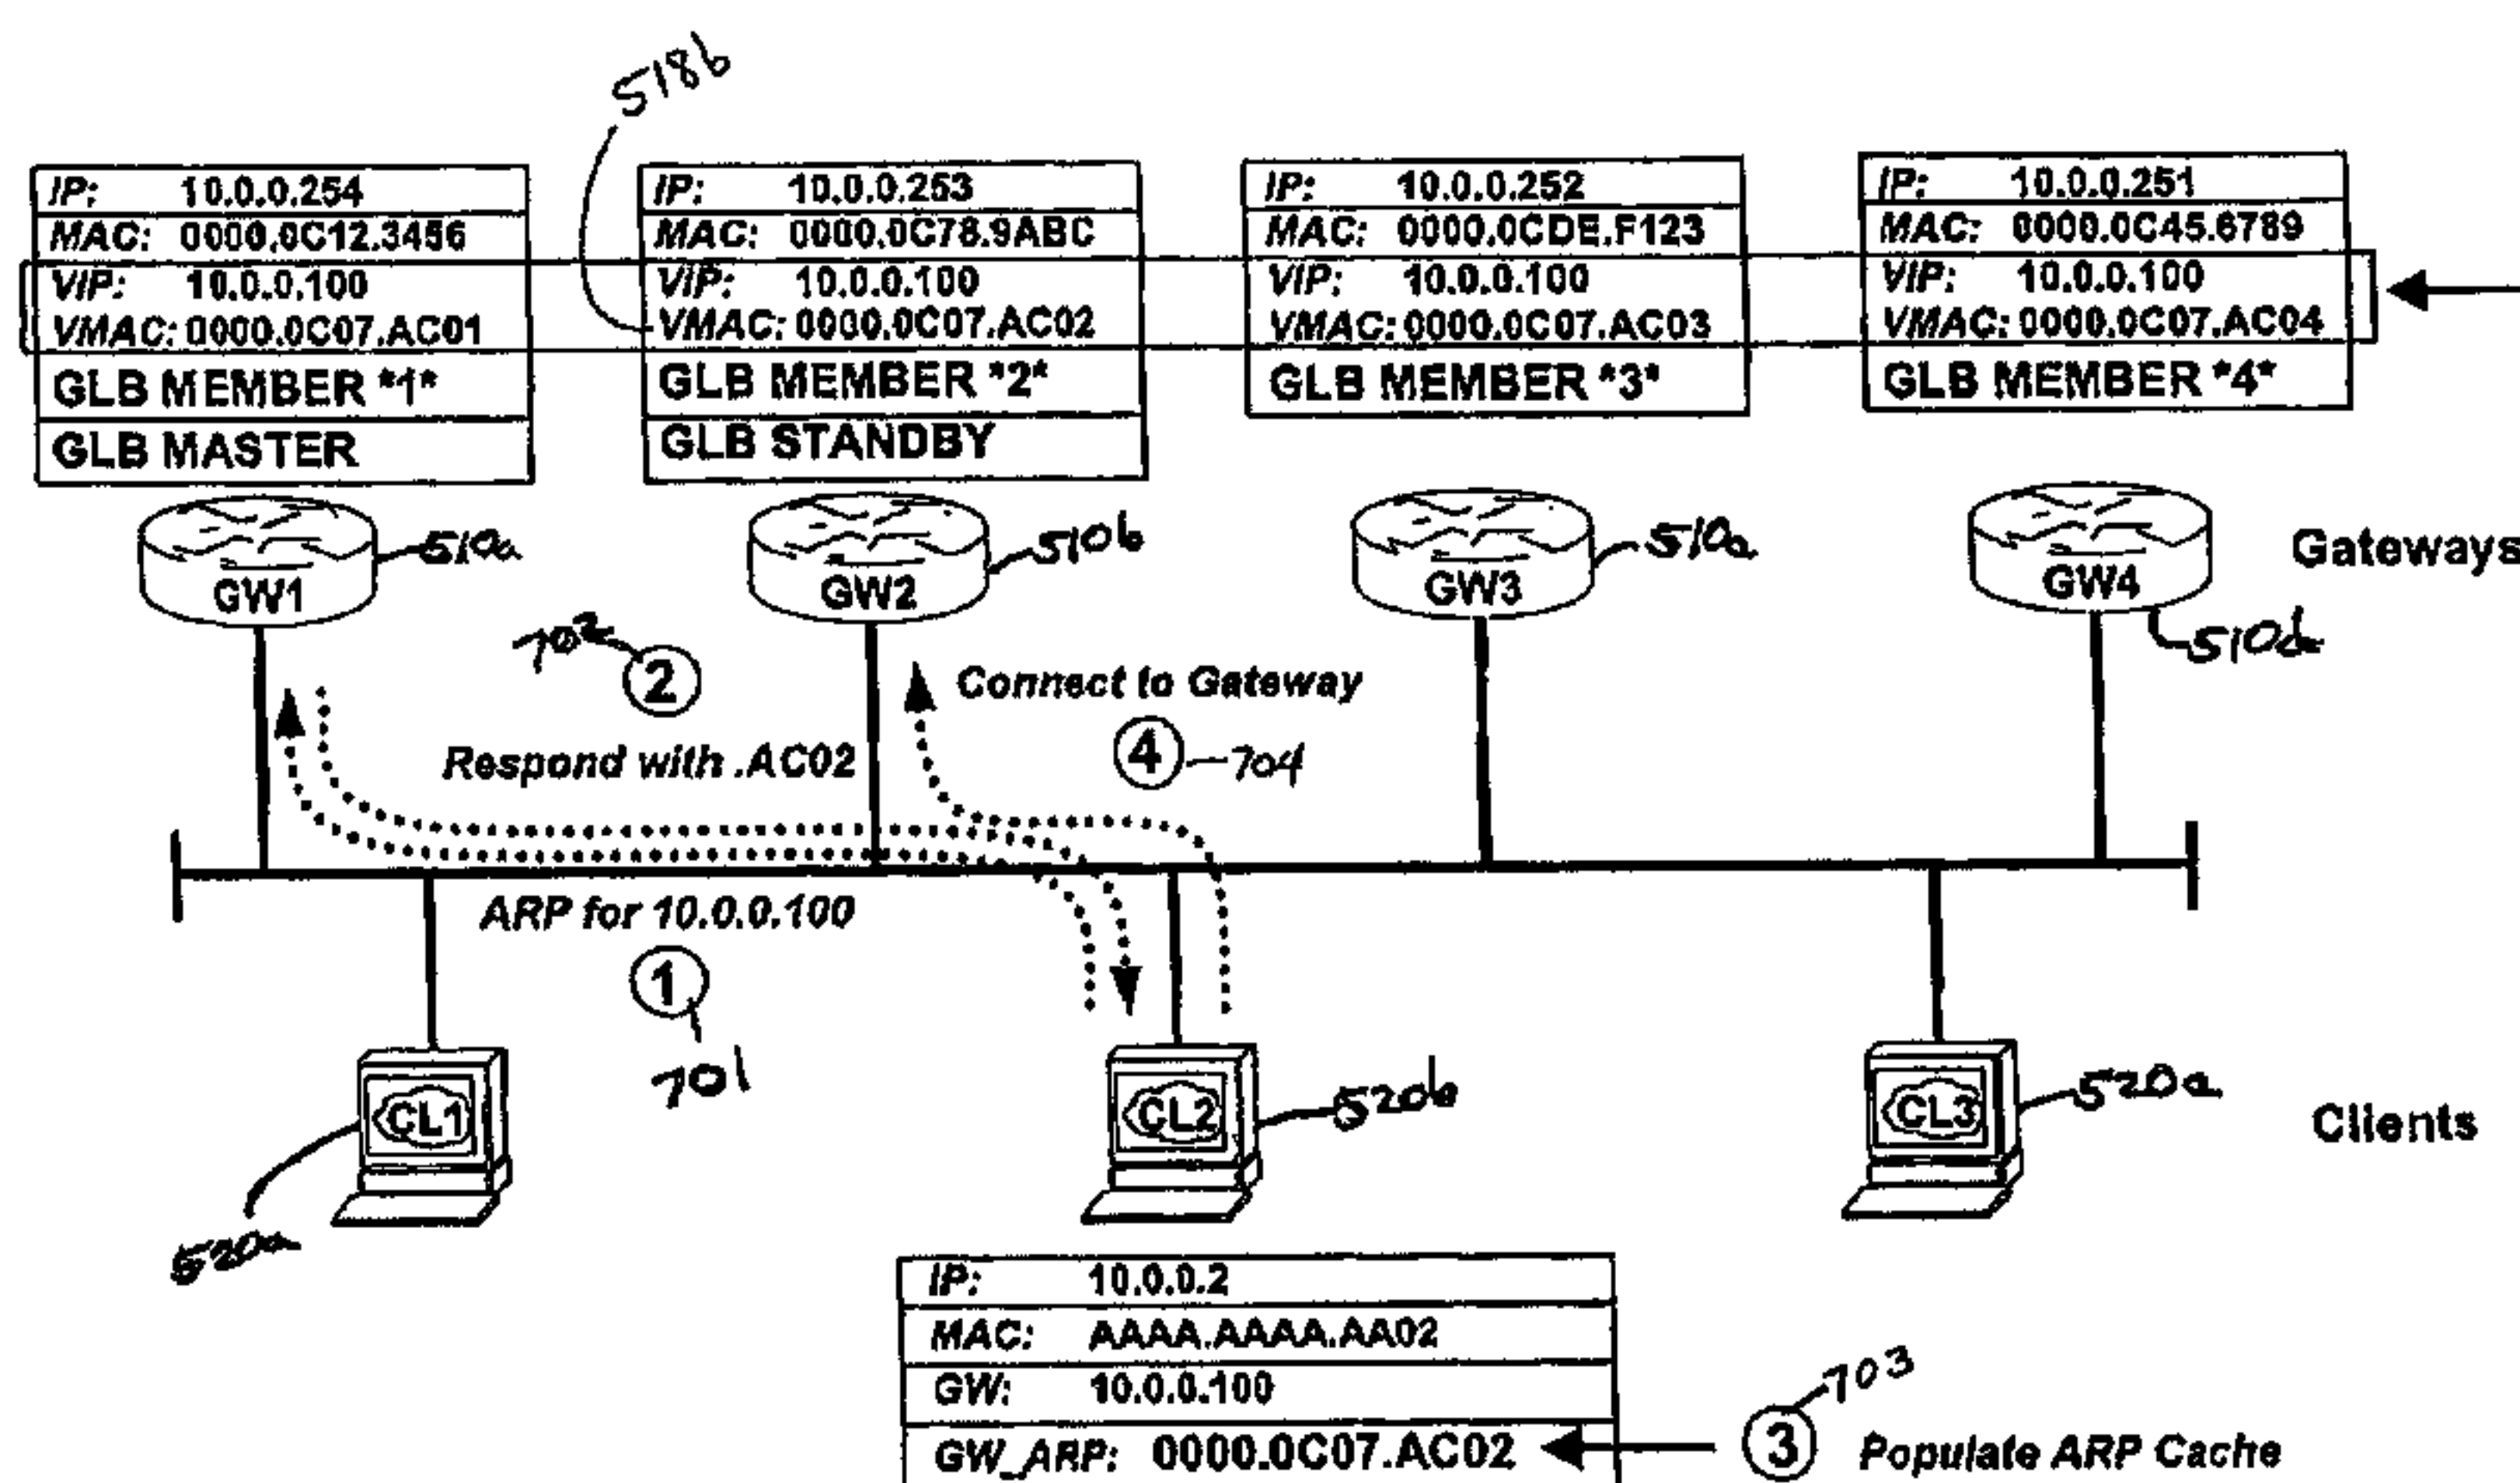 518b
IP: 10.0.0.254
MAC: 0000.0C12.3456
VIP: 10.0.0.100
VMAC: 0000.0C07.AC01
GLB MEMBER *1*
GLB MASTER
IP: 10.0.0.253
MAC: 0000.0C78.9ABC
VIP: 10.0.0.100
VMAC: 0000.0C07.AC02
GLB MEMBER *2*
GLB STANDBY
IP: 10.0.0.252
MAC: 0000.0CDE.F123
VIP: 10.0.0.100
VMAC: 0000.0C07.AC03
GLB MEMBER *3*
IP: 10.0.0.251
MAC: 0000.0C45.6789
VIP: 10.0.0.100
VMAC: 0000.0C07.AC04
GLB MEMBER *4*
GW1
510a
GW2
510b
GW3
510a
GW4
510d
Gateways
702
2
Respond with .AC02
Connect to Gateway
4
704
ARP for 10.0.0.100
1
701
CL1
520a
CL2
520b
CL3
520a
Clients
IP: 10.0.0.2
MAC: AAAA.AAAA.AA02
GW: 10.0.0.100
GW_ARP: 0000.0C07.AC02
703
3
Populate ARP Cache